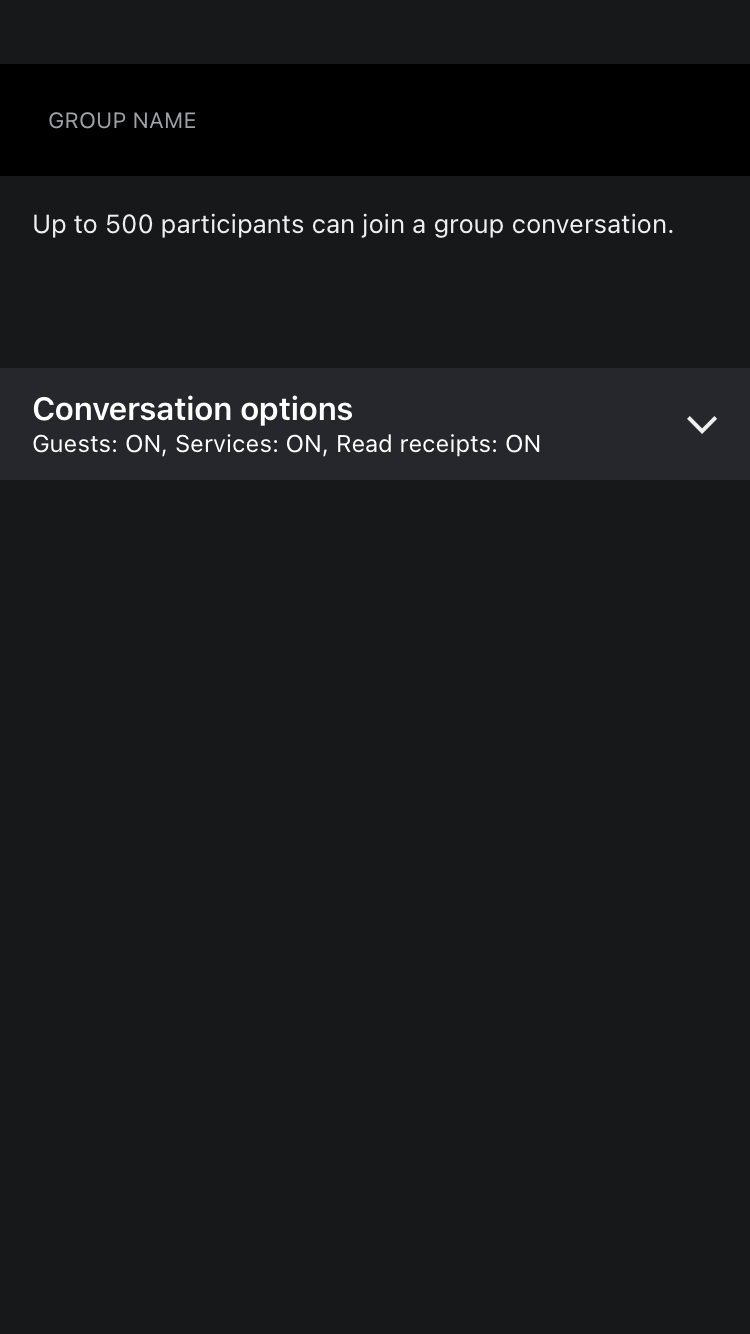 GROUP NAME
Up to 500 participants can join a group conversation.
Conversation options
Guests: ON, Services: ON, Read receipts: ON